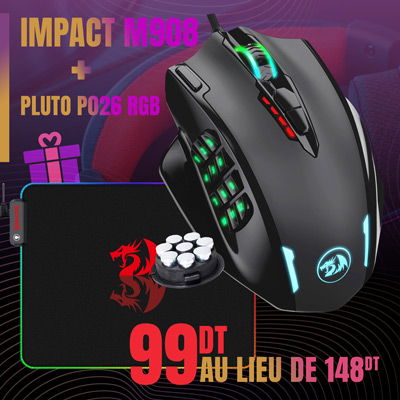 IMPACT M908
+
PLUTO P026 RGB
99DT
AU LIEU DE 148DT